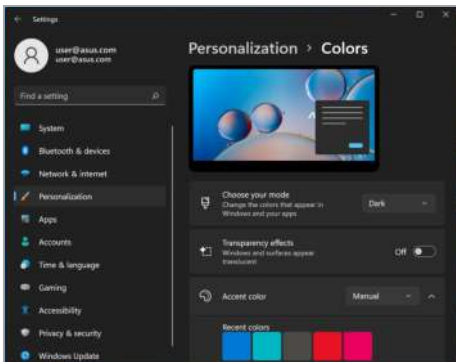 Settings
user@asus.com
user@asus.com
Find a setting
System
Bluetooth & devices
Network & internet
Personalization
Apps
Accounts
Time & language
Gaming
Accessibility
Privacy & security
Windows Update
Personalization > Colors
Choose your mode
Change the colors that appear in
Windows and your apps
Dark
Transparency effects
Windows and surfaces appear
translucent
Off
Accent color
Manual
Recent colors